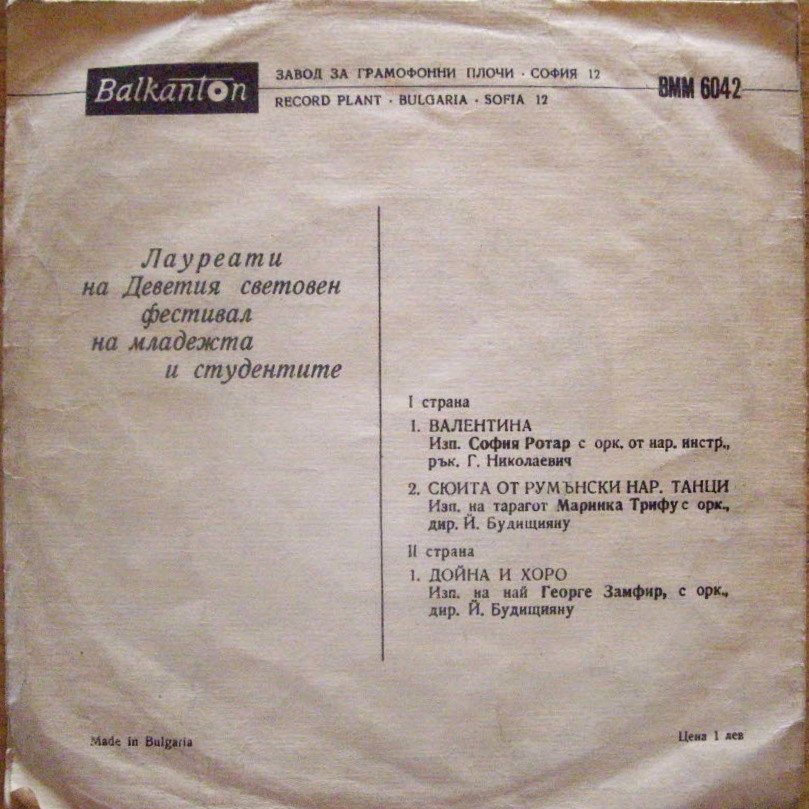 Balkanton
ЗАВОД ЗА ГРАМОФОННИ ПЛОЧИ · СОФИЯ 12
RECORD PLANT · BULGARIA · SOFIA 12
ВММ 6042
Лауреати
на Деветия световен
фестивал
на младежта
и студентите
I страна
1. ВАЛЕНТИНА
Изп. София Ротар с орк. от нар. инстр.,
рък. Г. Николаевич
2. СЮИТА ОТ РУМЪНСКИ НАР. ТАНЦИ
Изп. на тарагот Маринка Трифу с орк.,
дир. Й. Будищияну
II страна
1. ДОЙНА И ХОРО
Изп. на най Георге Замфир, с орк.,
дир. Й. Будищияну
Made in Bulgaria
Цена 1 лев